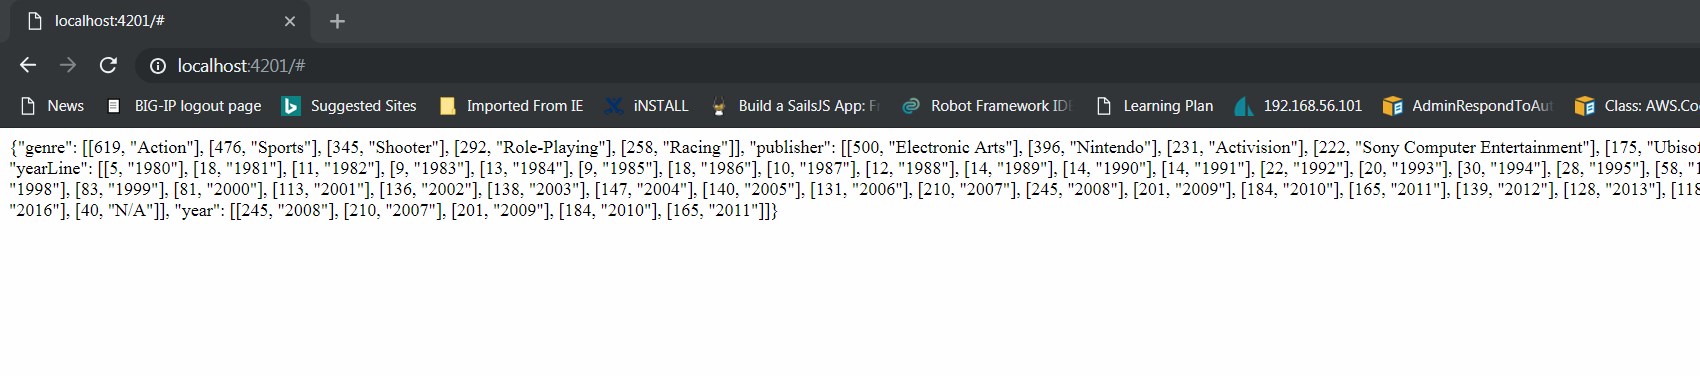 localhost:4201/#
localhost:4201/#
News BIG-IP logout page Suggested Sites Imported From IE iNSTALL Build a SailsJS App: Fr Robot Framework IDE Learning Plan 192.168.56.101 AdminRespondToAut Class: AWS.Co
{"genre": [[619, "Action"], [476, "Sports"], [345, "Shooter"], [292, "Role-Playing"], [258, "Racing"]], "publisher": [[500, "Electronic Arts"], [396, "Nintendo"], [231, "Activision"], [222, "Sony Computer Entertainment"], [175, "Ubisof
"yearLine": [[5, "1980"], [18, "1981"], [11, "1982"], [9, "1983"], [13, "1984"], [9, "1985"], [18, "1986"], [10, "1987"], [12, "1988"], [14, "1989"], [14, "1990"], [14, "1991"], [22, "1992"], [20, "1993"], [30, "1994"], [28, "1995"], [58, "1
"1998"], [83, "1999"], [81, "2000"], [113, "2001"], [136, "2002"], [138, "2003"], [147, "2004"], [140, "2005"], [131, "2006"], [210, "2007"], [245, "2008"], [201, "2009"], [184, "2010"], [165, "2011"], [139, "2012"], [128, "2013"], [118
"2016"], [40, "N/A"]], "year": [[245, "2008"], [210, "2007"], [201, "2009"], [184, "2010"], [165, "2011"]]}